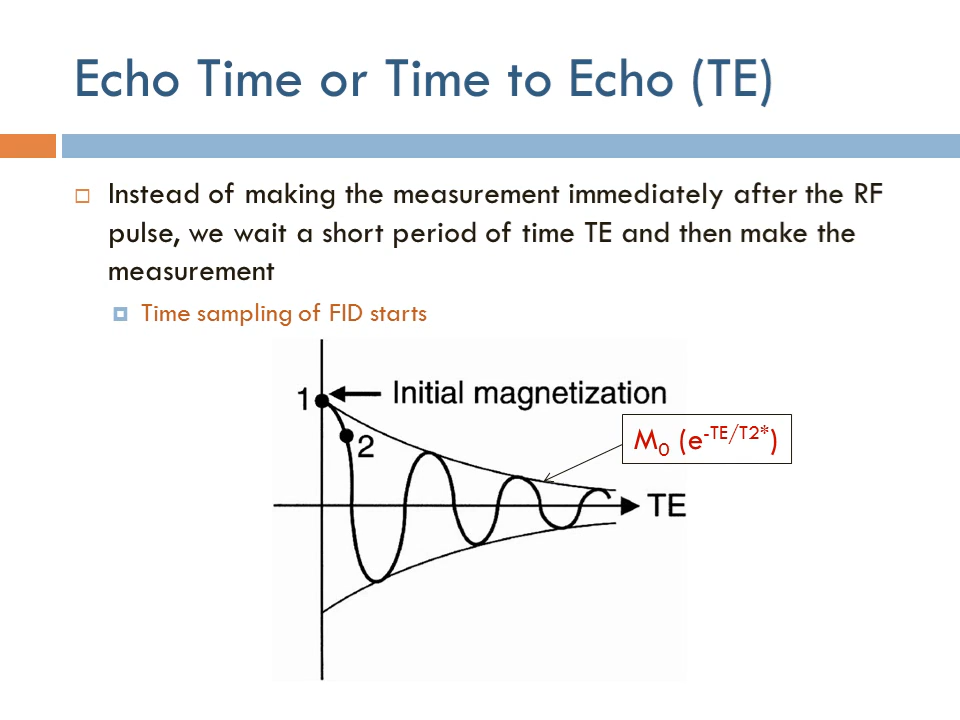 Echo Time or Time to Echo (TE)
Instead of making the measurement immediately after the RF
pulse, we wait a short period of time TE and then make the
measurement
Time sampling of FID starts
1
Initial magnetization
2
M₀ (e⁻ᵀᴱ/ᵀ²*)
TE